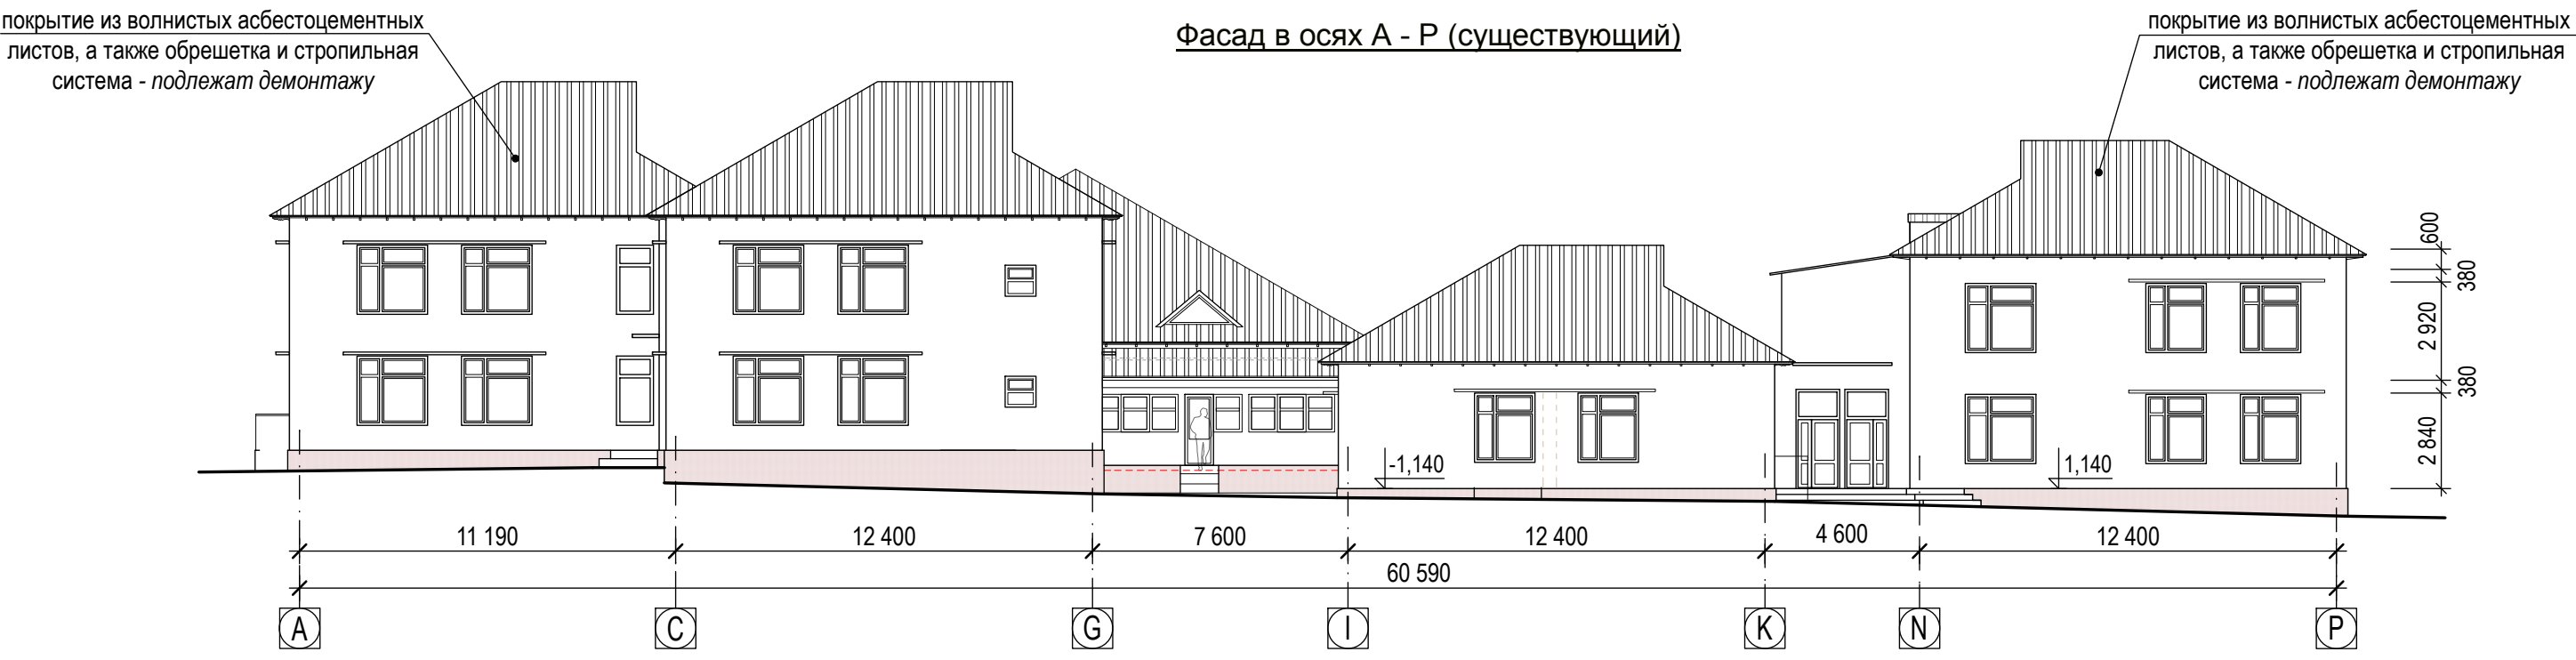 покрытие из волнистых асбестоцементных
листов, а также обрешетка и стропильная
система - подлежат демонтажу
Фасад в осях А - Р (существующий)
покрытие из волнистых асбестоцементных
листов, а также обрешетка и стропильная
система - подлежат демонтажу
600
380
2 920
380
2 840
-1,140
1,140
11 190
12 400
7 600
12 400
4 600
12 400
60 590
A
C
G
I
K
N
P